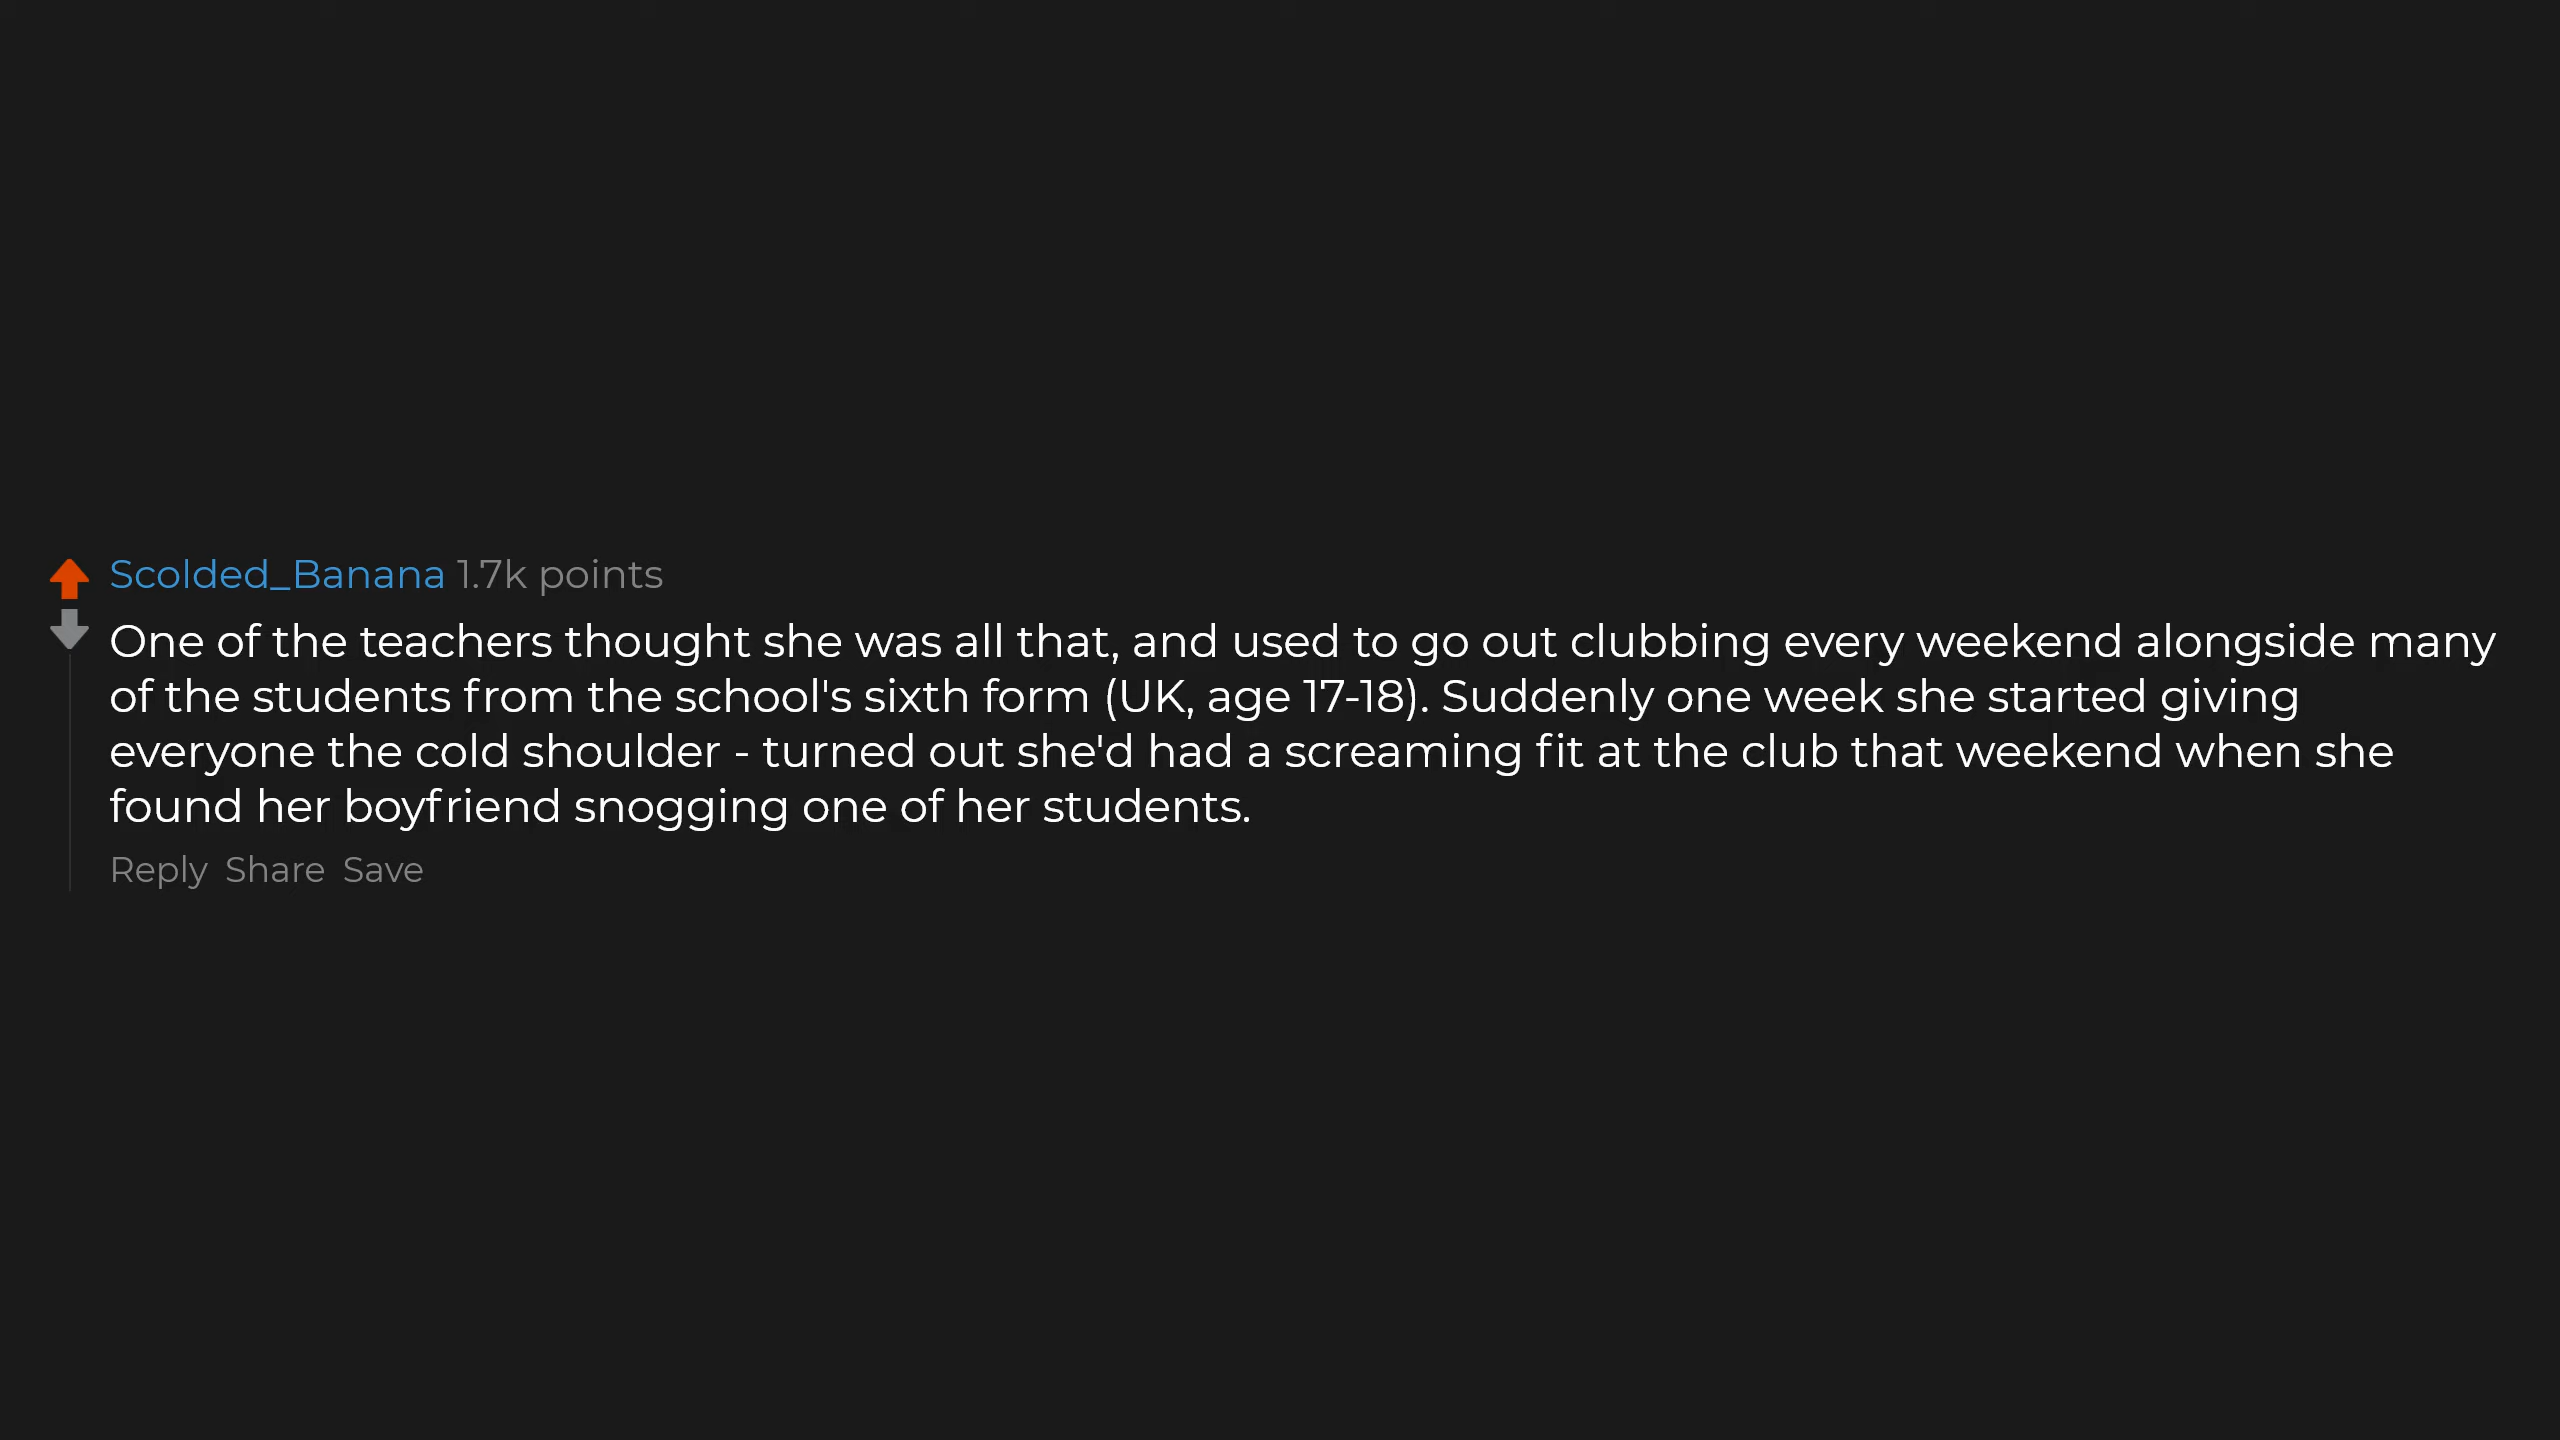 Scolded_Banana 1.7k points
One of the teachers thought she was all that, and used to go out clubbing every weekend alongside many
of the students from the school's sixth form (UK, age 17-18). Suddenly one week she started giving
everyone the cold shoulder - turned out she'd had a screaming fit at the club that weekend when she
found her boyfriend snogging one of her students.
Reply Share Save